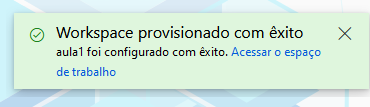 Workspace provisionado com êxito
aula1 foi configurado com êxito. Acessar o espaço
de trabalho